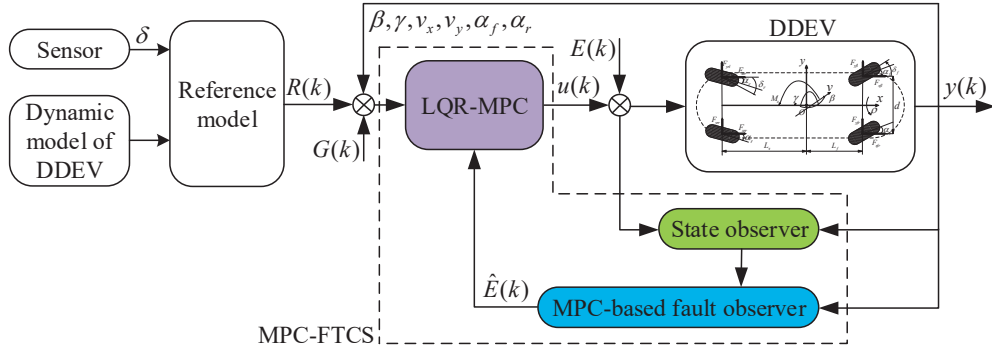 Sensor
δ
Dynamic
model of
DDEV
Reference
model
R(k)
β, γ, v_x, v_y, α_f, α_r
G(k)
LQR-MPC
u(k)
E(k)
DDEV
y
x
d
y(k)
State observer
MPC-based fault observer
Ê(k)
MPC-FTCS